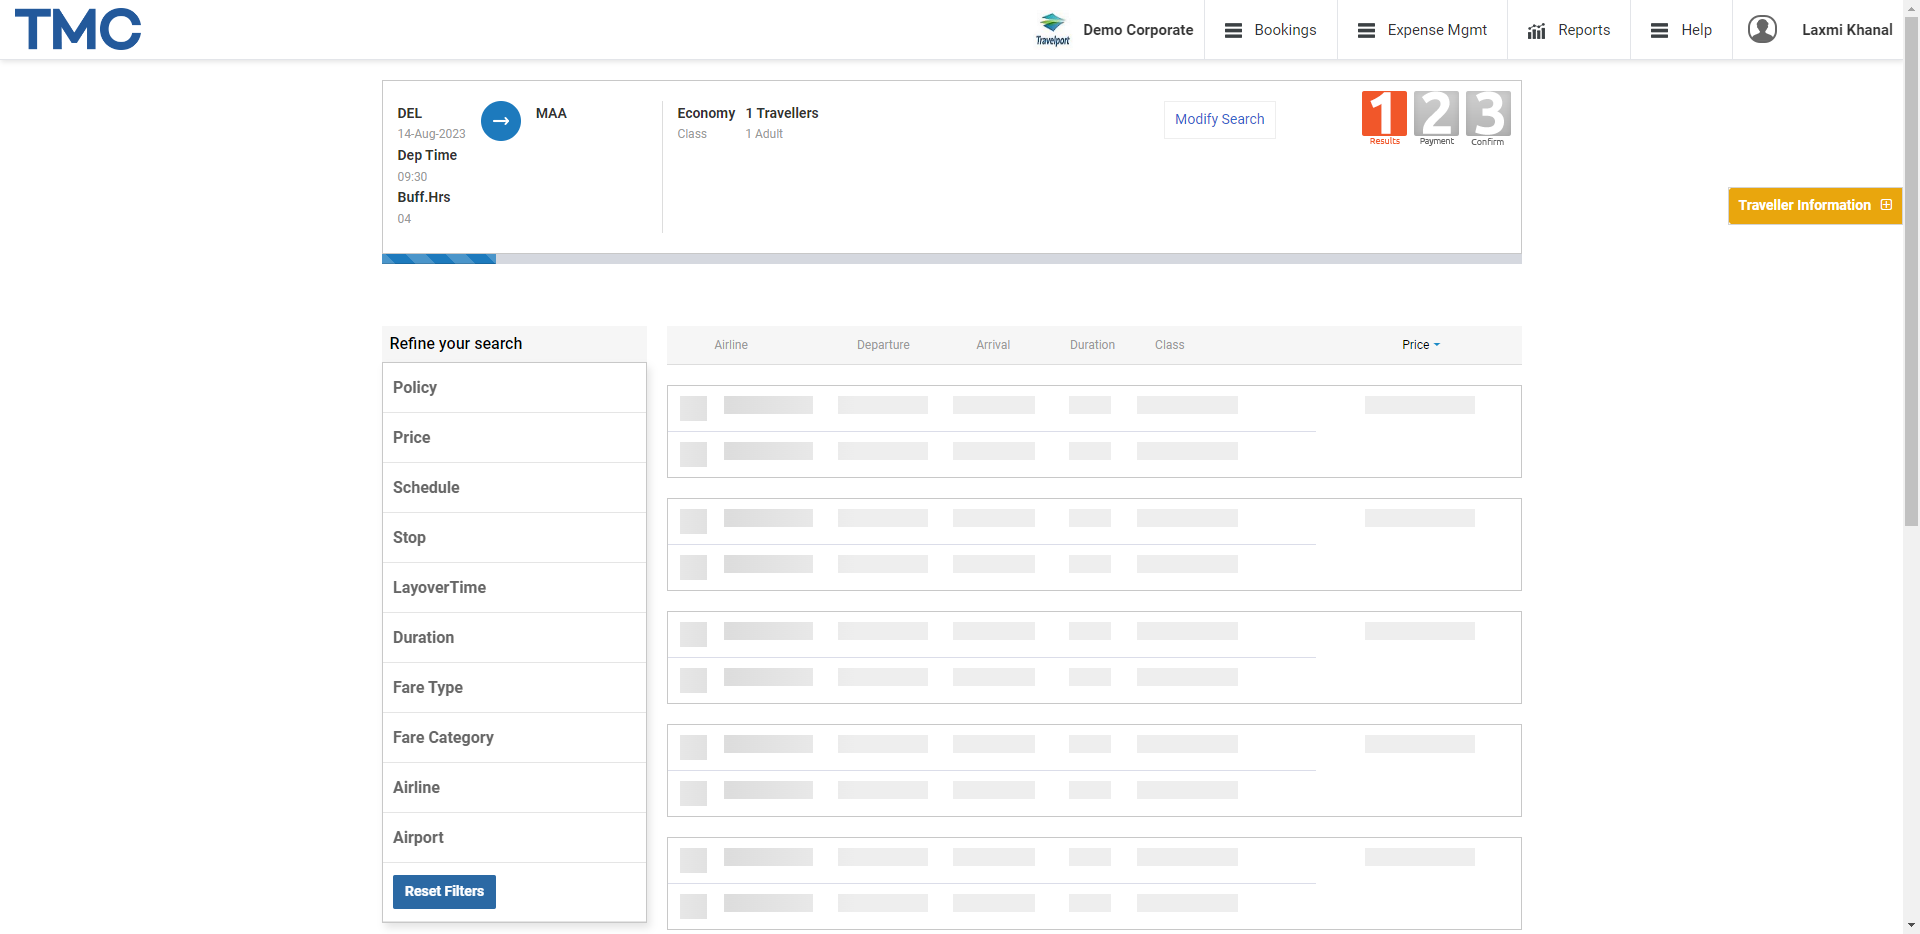 TMC
Travelport
Demo Corporate
Bookings
Expense Mgmt
Reports
Help
Laxmi Khanal
DEL
14-Aug-2023
Dep Time
09:30
Buff.Hrs
04
MAA
Economy
Class
1 Travellers
1 Adult
Modify Search
1
Results
2
Payment
3
Confirm
Traveller Information
Refine your search
Policy
Price
Schedule
Stop
LayoverTime
Duration
Fare Type
Fare Category
Airline
Airport
Reset Filters
Airline Departure Arrival Duration Class Price